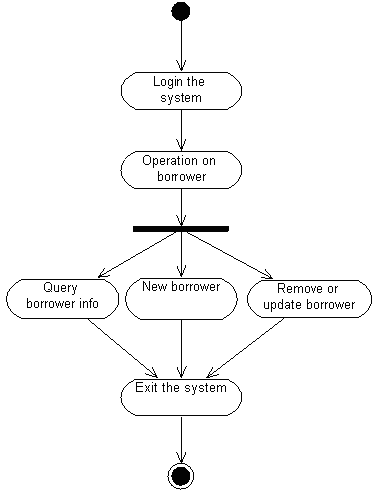 Login the
system
Operation on
borrower
Query
borrower info
New borrower
Remove or
update borrower
Exit the system